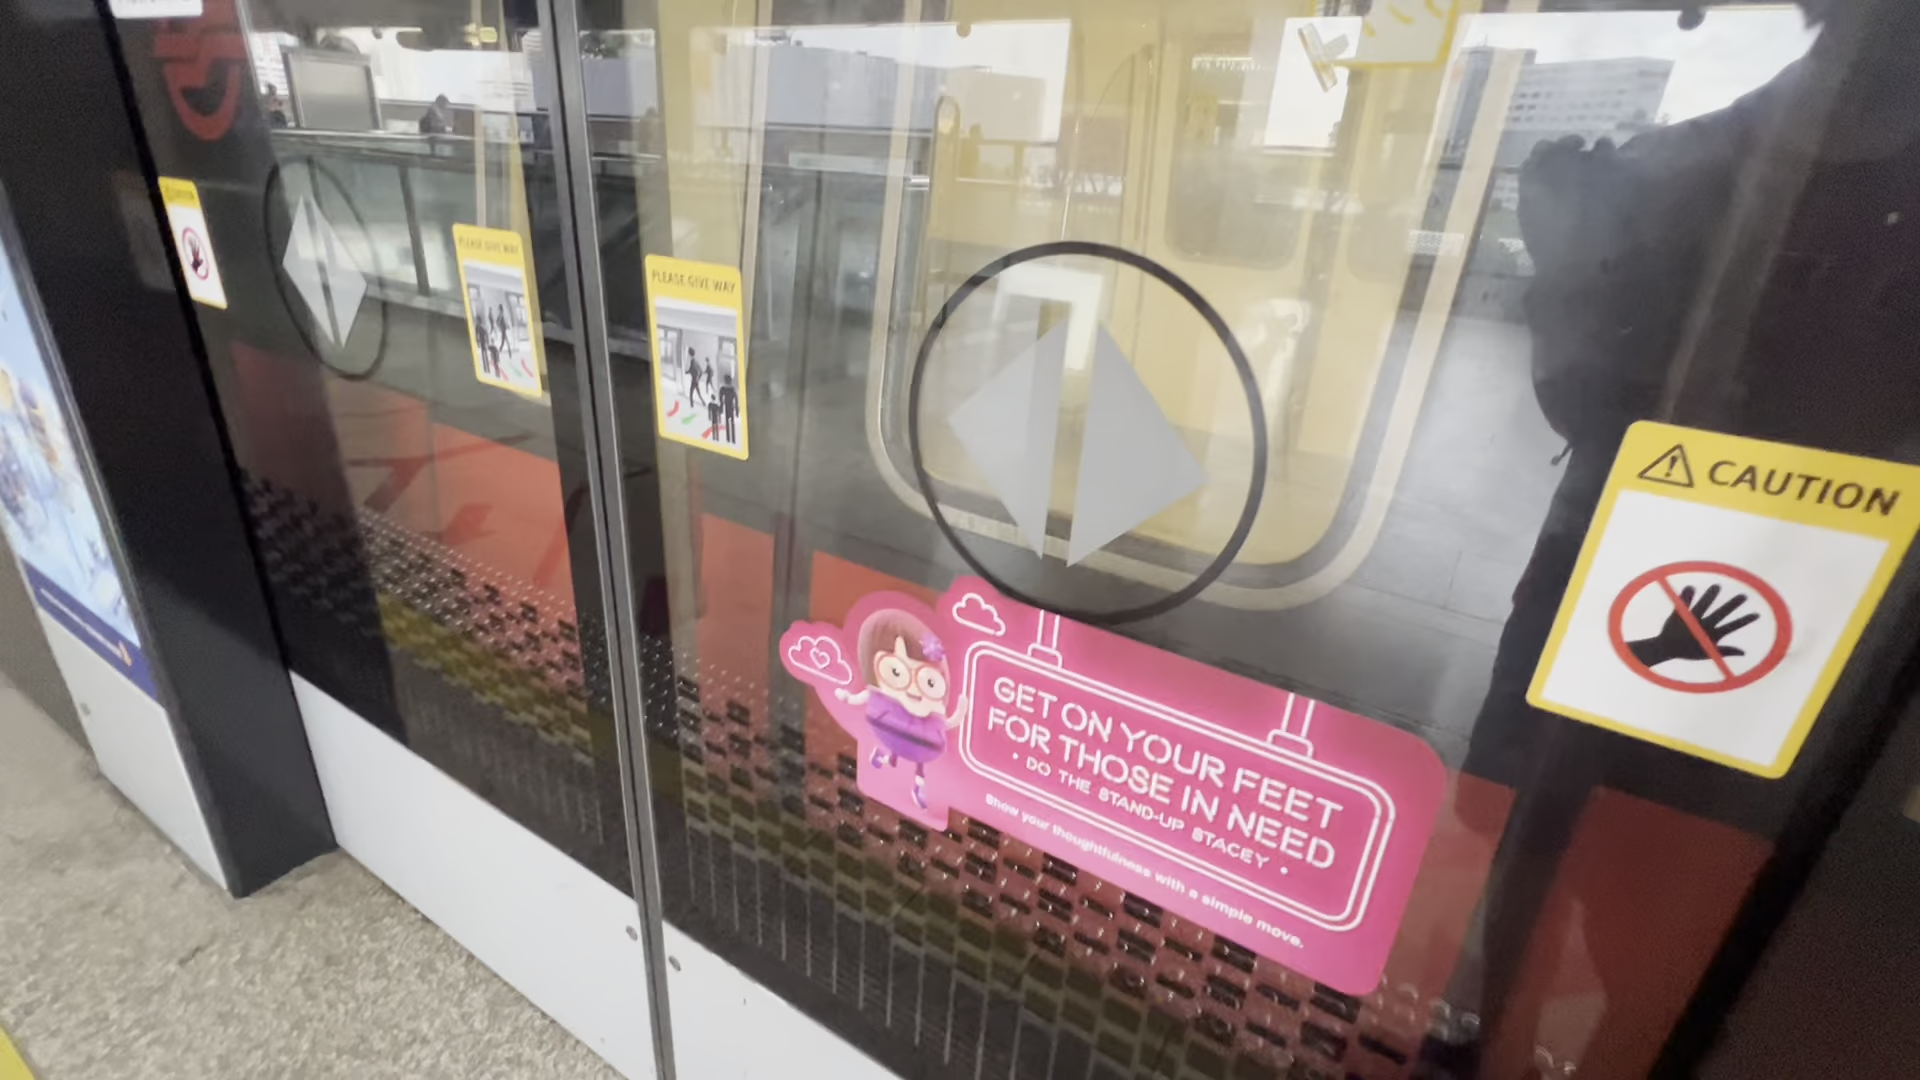 PLEASE GIVE WAY
PLEASE GIVE WAY
CAUTION
GET ON YOUR FEET
FOR THOSE IN NEED
• DO THE STAND-UP STACEY •
Show your thoughtfulness with a simple move.